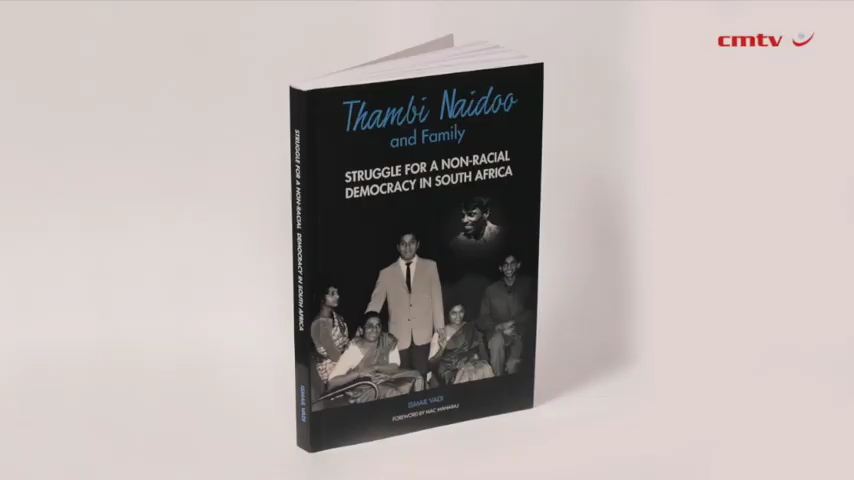 cmtv
Thambi Naidoo
and Family
STRUGGLE FOR A NON-RACIAL
DEMOCRACY IN SOUTH AFRICA
ISMAIL VADI
FOREWORD BY MAC MAHARAJ
STRUGGLE FOR A NON-RACIAL DEMOCRACY IN SOUTH AFRICA
ISMAIL VADI